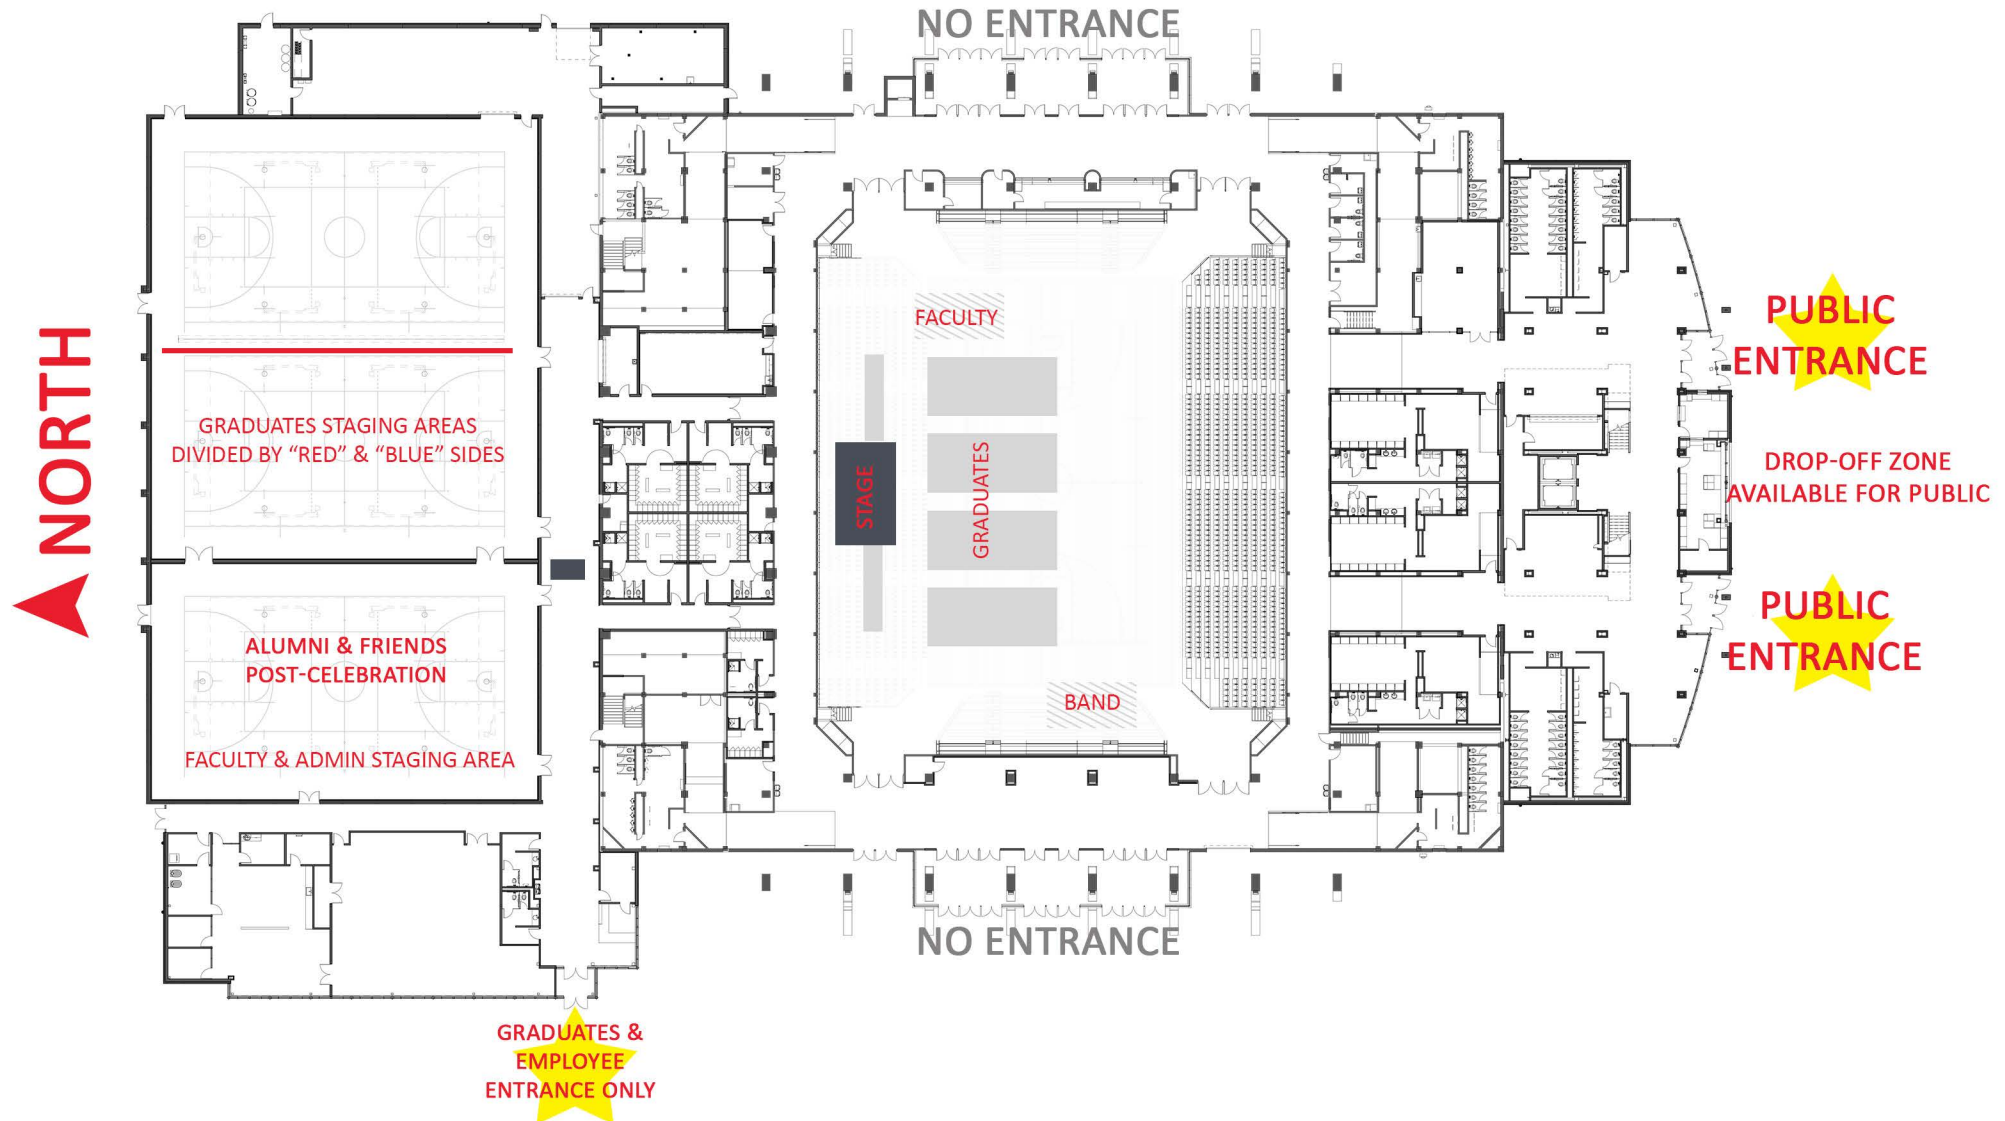 NO ENTRANCE
NORTH
FACULTY
PUBLIC
ENTRANCE
GRADUATES STAGING AREAS
DIVIDED BY “RED” & “BLUE” SIDES
STAGE
GRADUATES
DROP-OFF ZONE
AVAILABLE FOR PUBLIC
PUBLIC
ENTRANCE
ALUMNI & FRIENDS
POST-CELEBRATION
BAND
FACULTY & ADMIN STAGING AREA
NO ENTRANCE
GRADUATES &
EMPLOYEE
ENTRANCE ONLY